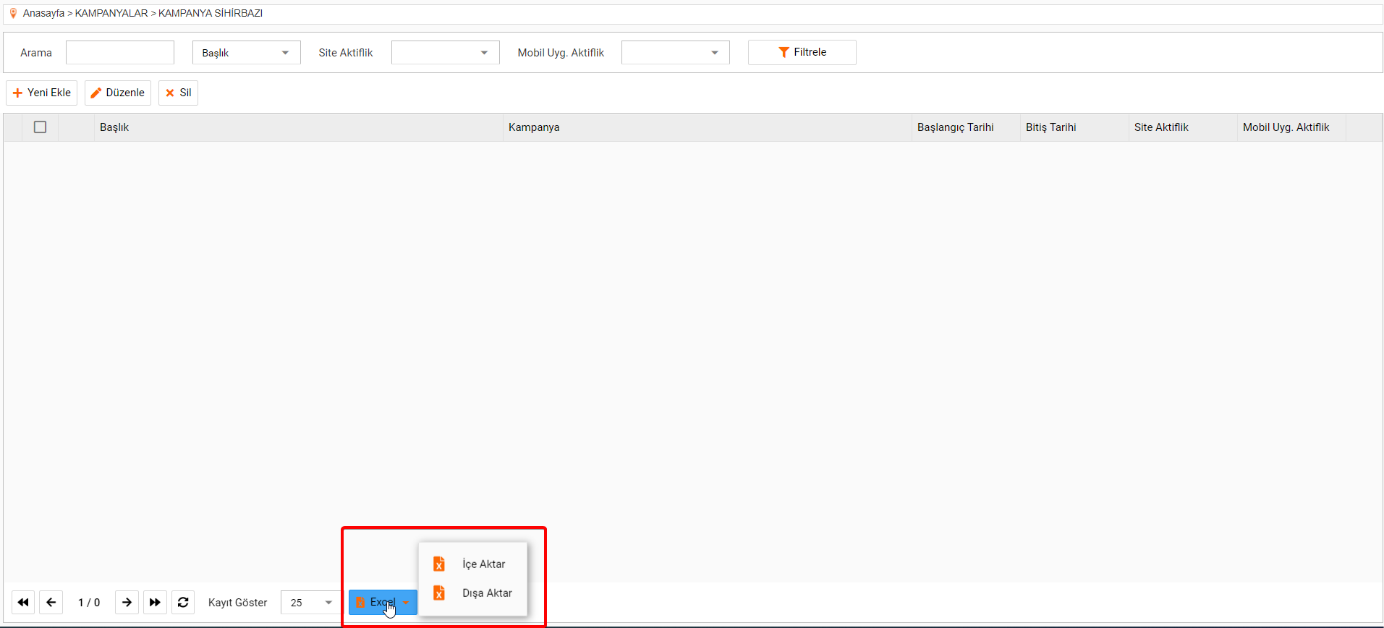 Anasayfa > KAMPANYALAR > KAMPANYA SİHİRBAZI
Arama Başlık Site Aktiflik Mobil Uyg. Aktiflik Filtrele
Yeni Ekle Düzenle Sil
Başlık Kampanya Başlangıç Tarihi Bitiş Tarihi Site Aktiflik Mobil Uyg. Aktiflik
İçe Aktar
Dışa Aktar
1 / 0 Kayıt Göster 25 Excel